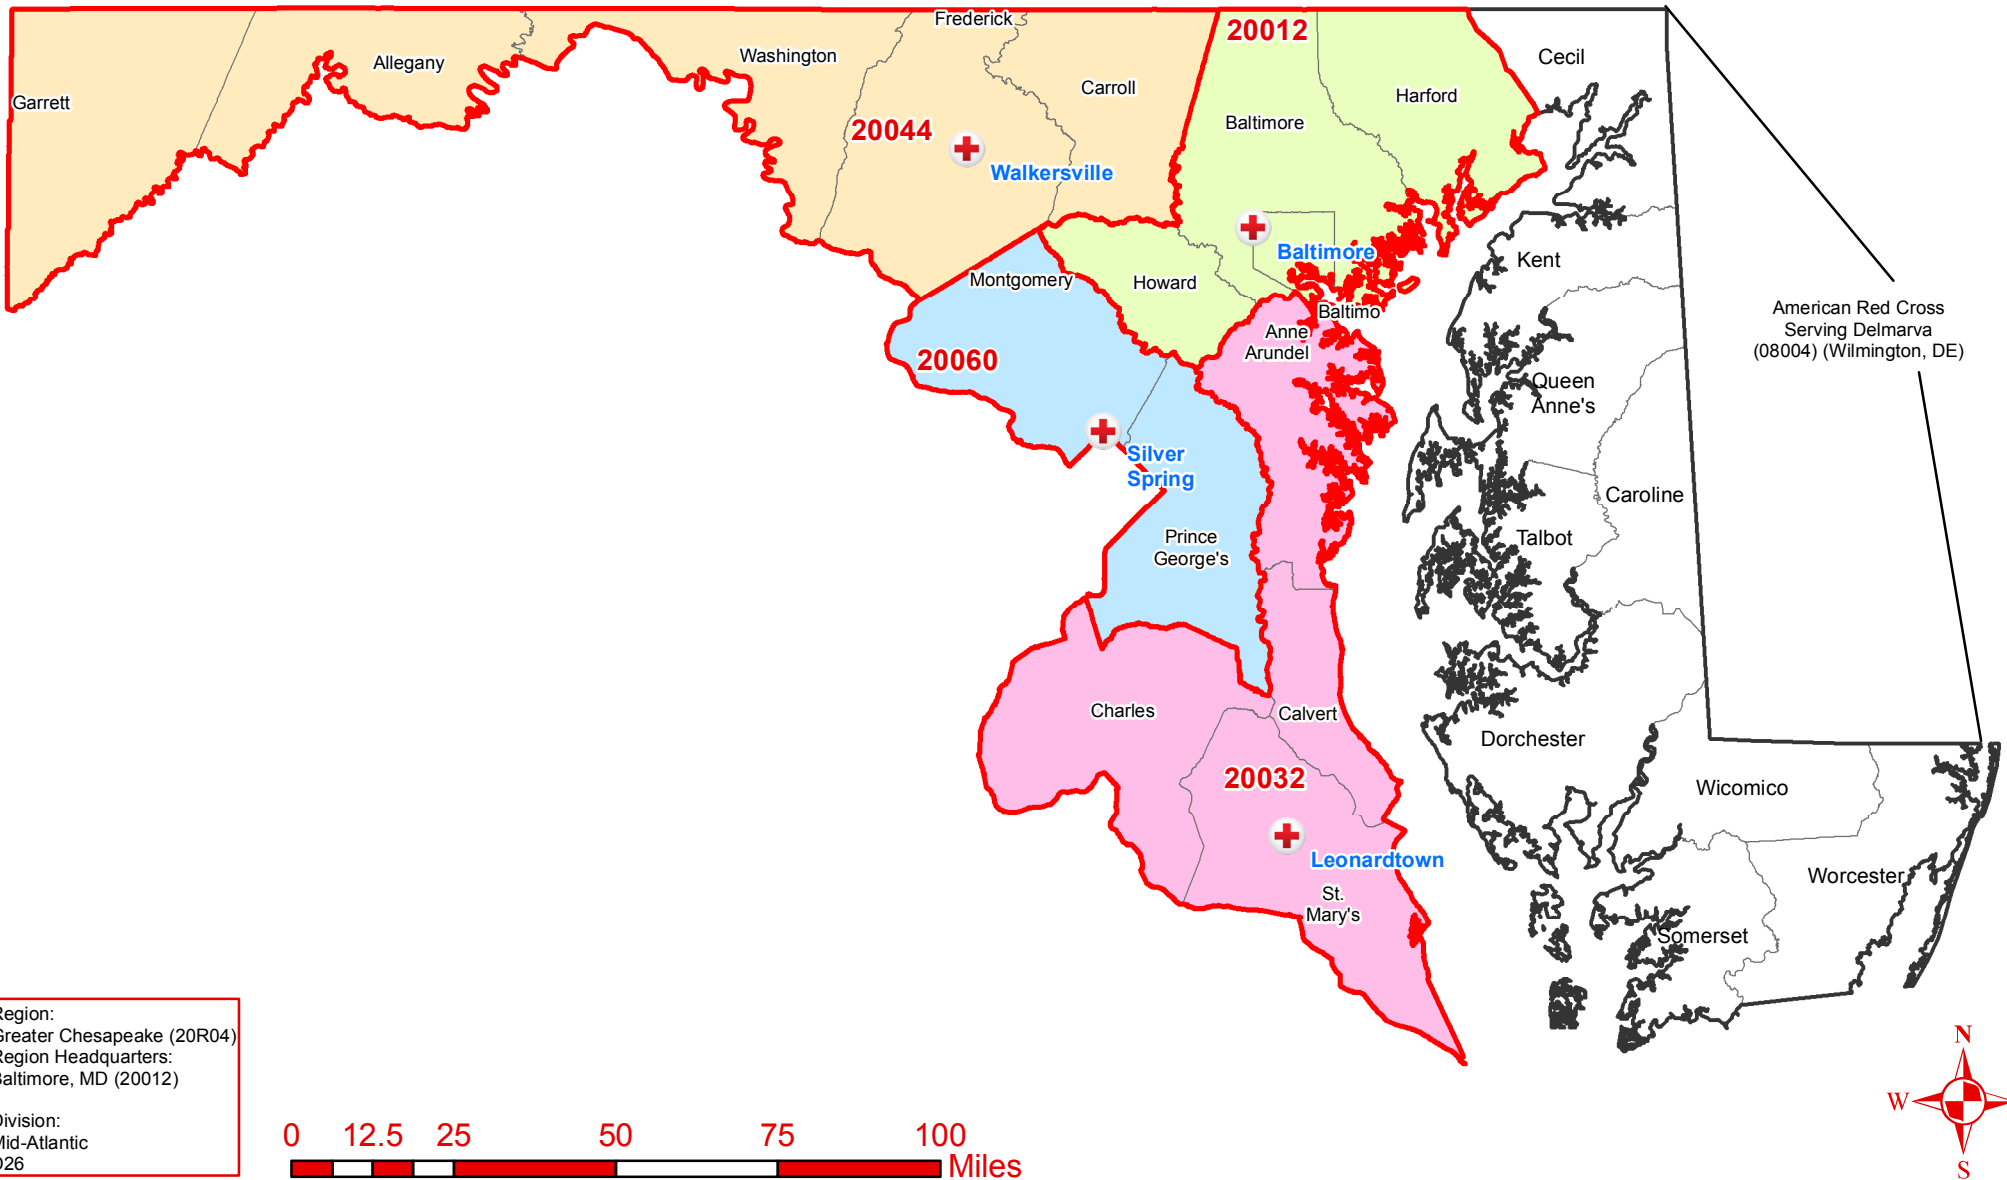 Frederick
20012
Cecil
Allegany
Washington
Garrett
Carroll
Harford
Baltimore
20044
Walkersville
Baltimore
Kent
Montgomery
Howard
Baltimo
Anne
Arundel
American Red Cross
Serving Delmarva
(08004) (Wilmington, DE)
20060
Queen
Anne's
Silver
Spring
Caroline
Prince
George's
Talbot
Charles
Calvert
Dorchester
20032
Wicomico
Leonardtown
St.
Mary's
Worcester
Somerset
Region:
Greater Chesapeake (20R04)
Region Headquarters:
Baltimore, MD (20012)
Division:
Mid-Atlantic
D26
0 12.5 25 50 75 100
Miles
N
W
S